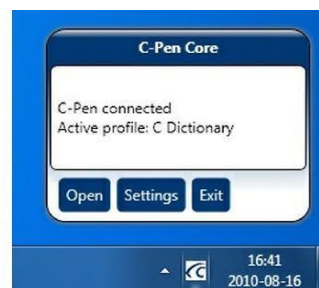 C-Pen Core
C-Pen connected
Active profile: C Dictionary
Open Settings Exit
16:41
2010-08-16